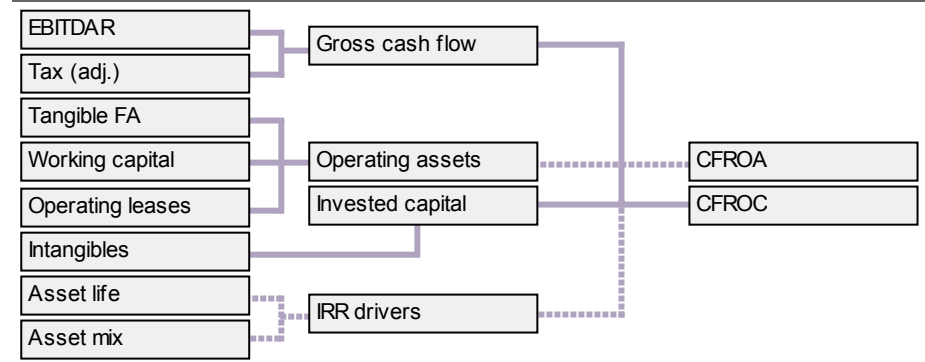 EBITDAR
Gross cash flow
Tax (adj.)
Tangible FA
Working capital
Operating assets
CFROA
Operating leases
Invested capital
CFROC
Intangibles
Asset life
IRR drivers
Asset mix